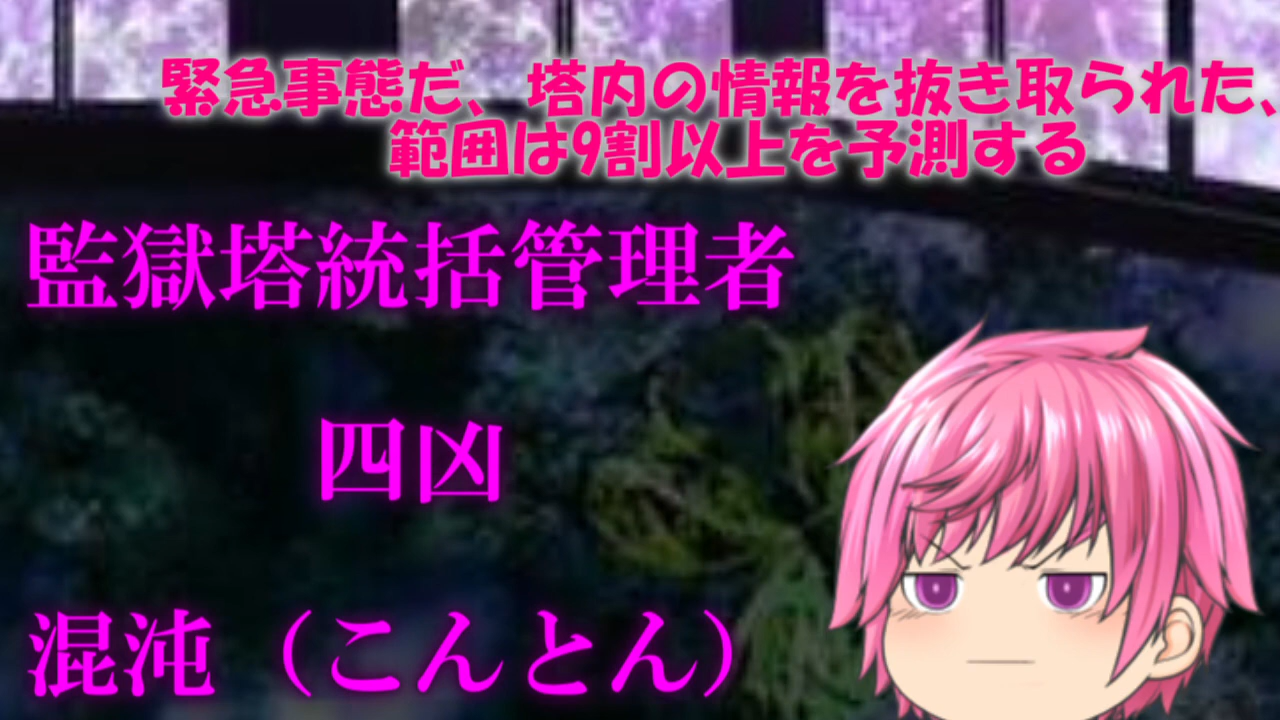 緊急事態だ、塔内の情報を抜き取られた、
範囲は9割以上を予測する
監獄塔統括管理者
四凶
混沌（こんとん）